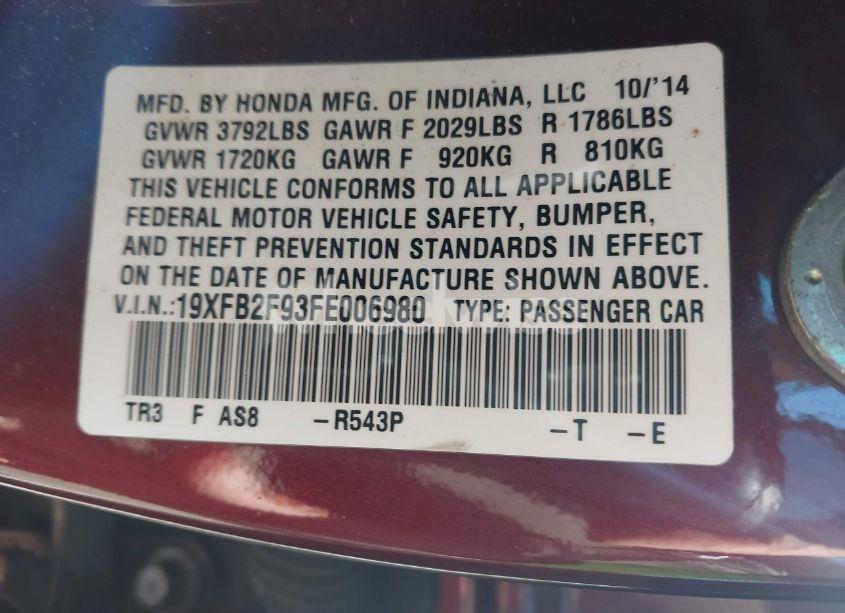 MFD. BY HONDA MFG. OF INDIANA, LLC 10/'14
GVWR 3792LBS GAWR F 2029LBS R 1786LBS
GVWR 1720KG GAWR F 920KG R 810KG
THIS VEHICLE CONFORMS TO ALL APPLICABLE
FEDERAL MOTOR VEHICLE SAFETY, BUMPER,
AND THEFT PREVENTION STANDARDS IN EFFECT
ON THE DATE OF MANUFACTURE SHOWN ABOVE.
V.I.N.:19XFB2F93FE006980 TYPE: PASSENGER CAR
TR3 F AS8 -R543P -T -E